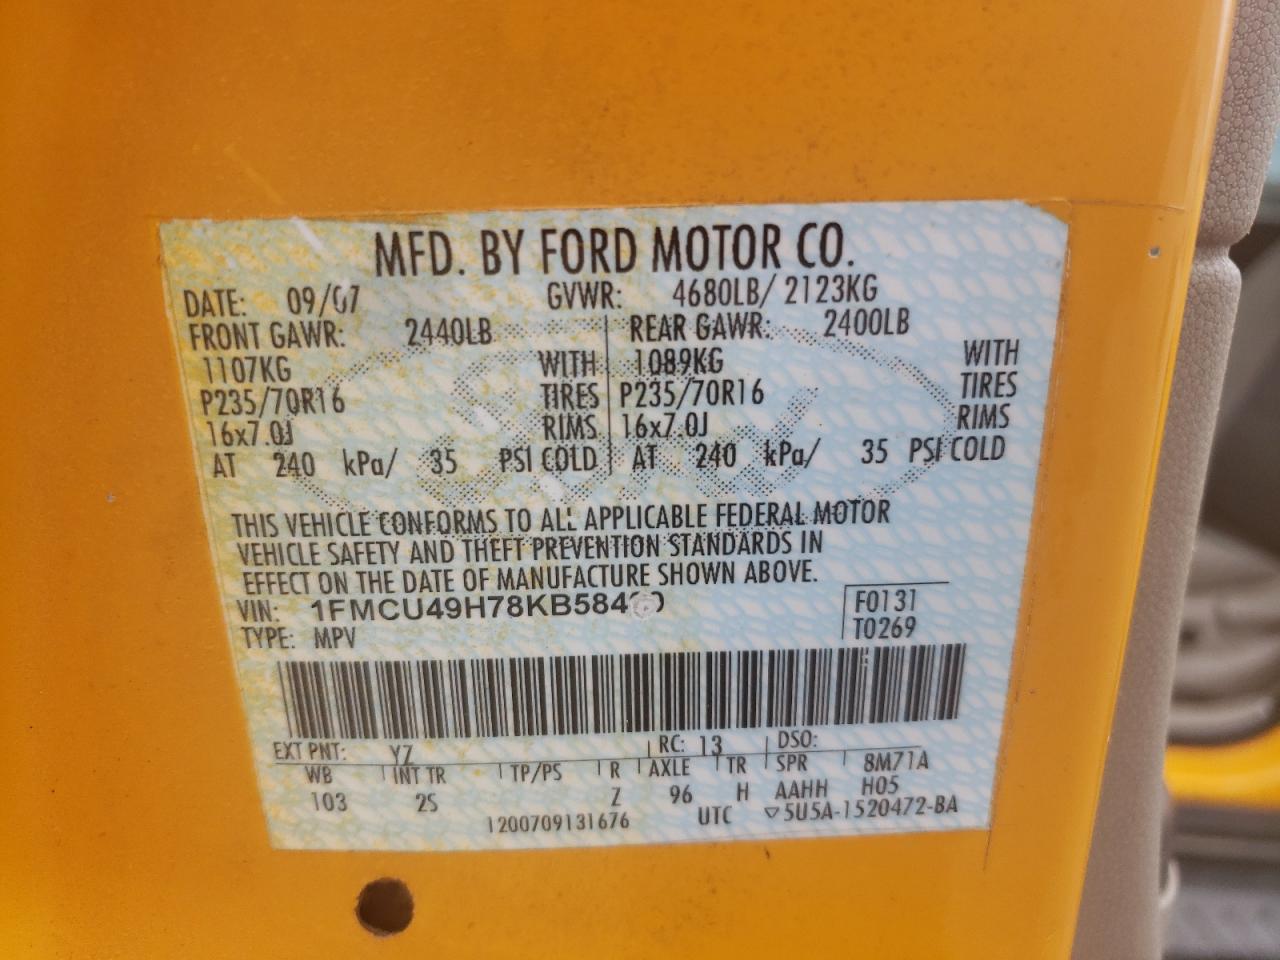 MFD. BY FORD MOTOR CO.
DATE: 09/07 GVWR: 4680LB/ 2123KG
FRONT GAWR: 2440LB REAR GAWR: 2400LB
1107KG WITH 1089KG WITH
P235/70R16 TIRES P235/70R16 TIRES
16x7.0J RIMS 16x7.0J RIMS
AT 240 kPa/ 35 PSI COLD AT 240 kPa/ 35 PSI COLD
THIS VEHICLE CONFORMS TO ALL APPLICABLE FEDERAL MOTOR
VEHICLE SAFETY AND THEFT PREVENTION STANDARDS IN
EFFECT ON THE DATE OF MANUFACTURE SHOWN ABOVE.
VIN: F0131
TYPE: MPV T0269
EXT PNT: YZ RC: 13 DSO:
WB INT TR TP/PS R AXLE TR SPR 8M71A
103 2S Z 96 H AAHH H05
1200709131676 UTC ▽5U5A-1520472-BA